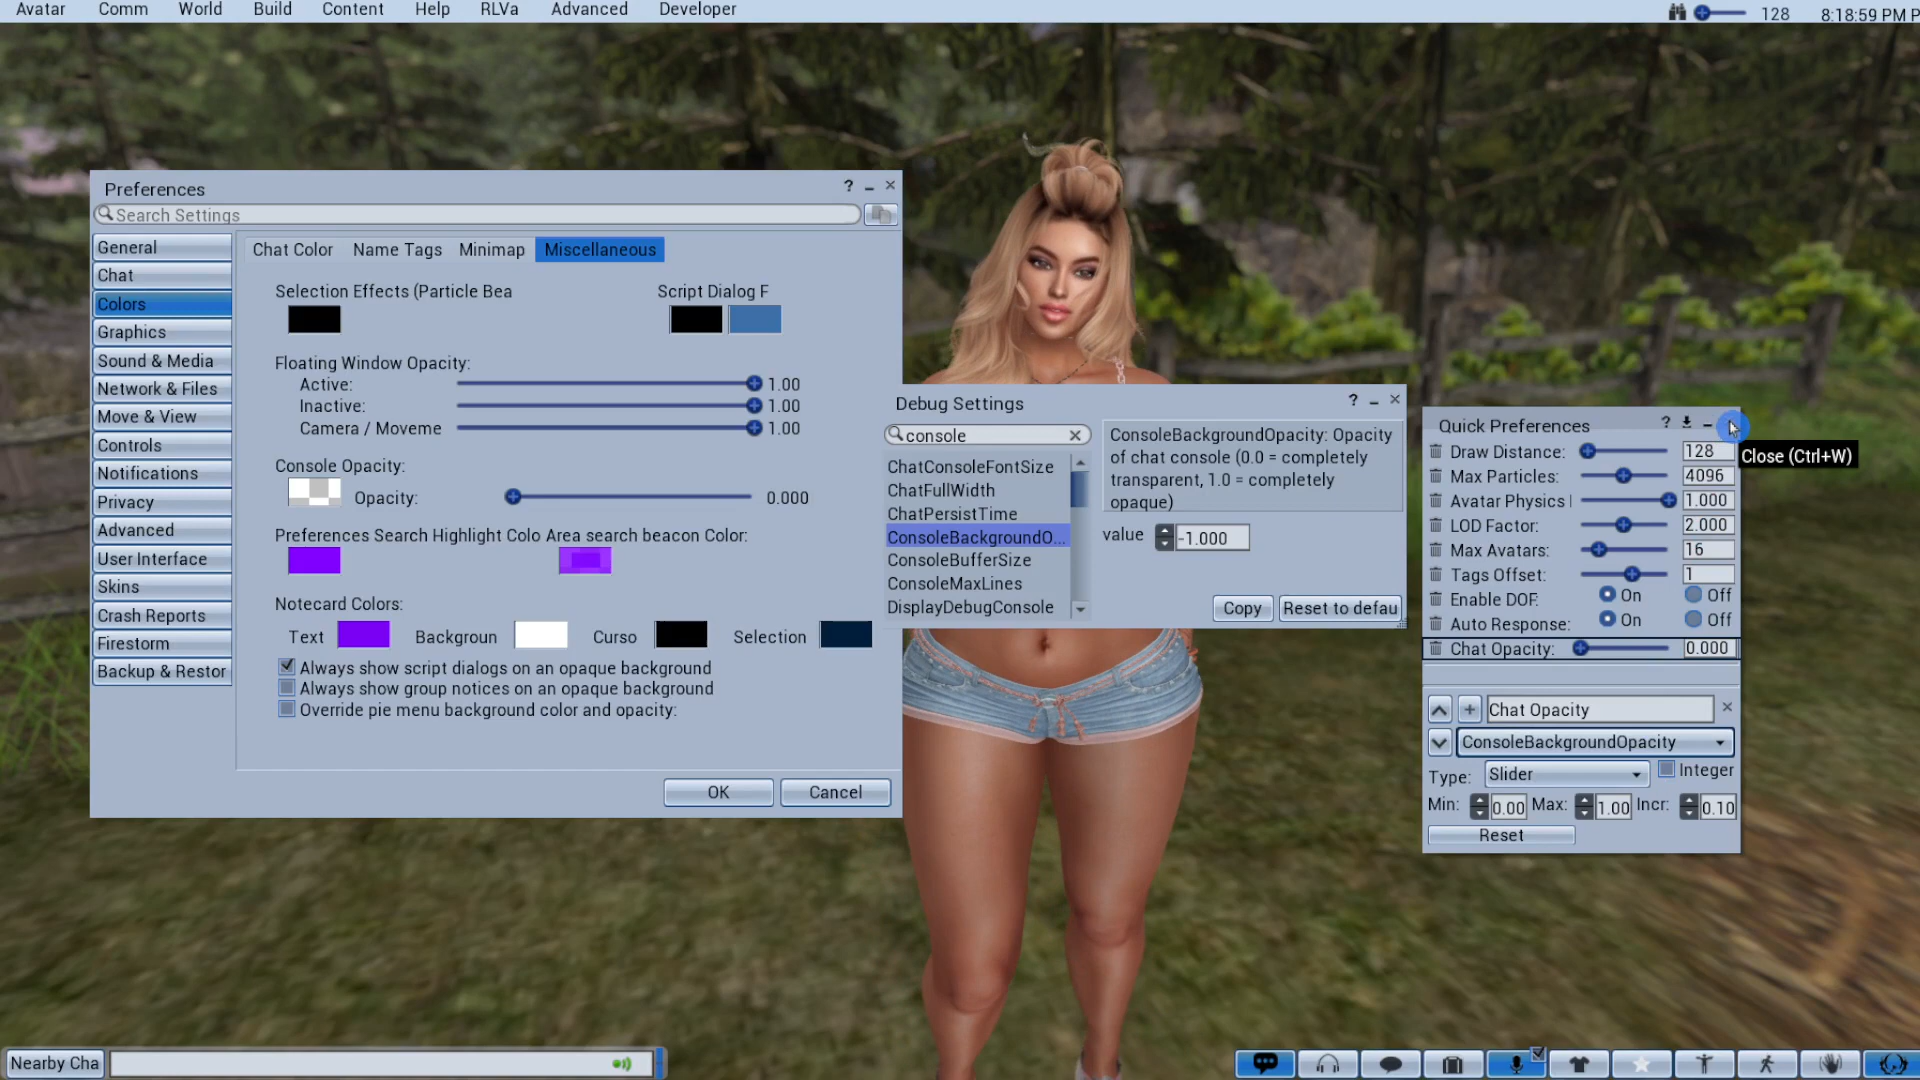 Avatar Comm World Build Content Help RLVa Advanced Developer 128 8:18:59 PM P
Preferences ?
Search Settings
General
Chat
Colors
Graphics
Sound & Media
Network & Files
Move & View
Controls
Notifications
Privacy
Advanced
User Interface
Skins
Crash Reports
Firestorm
Backup & Restor
Chat Color Name Tags Minimap Miscellaneous
Selection Effects (Particle Bea Script Dialog F
Floating Window Opacity:
Active: 1.00
Inactive: 1.00
Camera / Moveme 1.00
Console Opacity:
Opacity: 0.000
Preferences Search Highlight Colo Area search beacon Color:
Notecard Colors:
Text Backgroun Curso Selection
Always show script dialogs on an opaque background
Always show group notices on an opaque background
Override pie menu background color and opacity:
OK Cancel
Debug Settings ?
console
ChatConsoleFontSize
ChatFullWidth
ChatPersistTime
ConsoleBackgroundO...
ConsoleBufferSize
ConsoleMaxLines
DisplayDebugConsole
ConsoleBackgroundOpacity: Opacity
of chat console (0.0 = completely
transparent, 1.0 = completely
opaque)
value -1.000
Copy Reset to defau
Quick Preferences ?
Draw Distance: 128
Close (Ctrl+W)
Max Particles: 4096
Avatar Physics 1.000
LOD Factor: 2.000
Max Avatars: 16
Tags Offset: 1
Enable DOF: On Off
Auto Response: On Off
Chat Opacity: 0.000
Chat Opacity
ConsoleBackgroundOpacity
Type: Slider Integer
Min: 0.00 Max: 1.00 Incr: 0.10
Reset
Nearby Cha